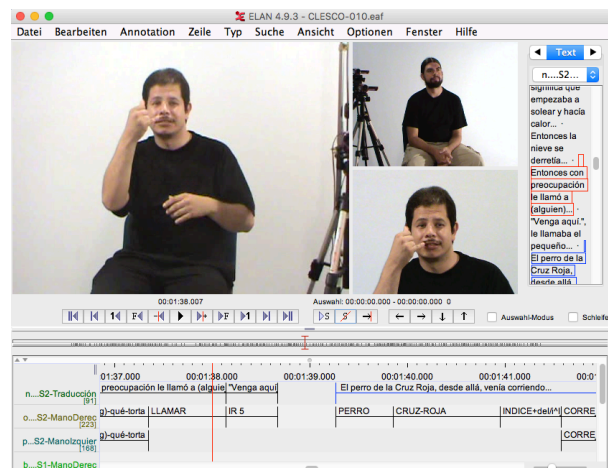 ELAN 4.9.3 - CLESCO-010.eaf
Datei Bearbeiten Annotation Zeile Typ Suche Ansicht Optionen Fenster Hilfe
Text
n....S2...
significa que
empezaba a
solear y hacía
calor... ·
Entonces la
nieve se
derretía... ·
Entonces con
preocupación
le llamó a
(alguien)... ·
"Venga aquí.",
le llamaba el
pequeño... ·
El perro de la
Cruz Roja,
desde allá,
00:01:38.007
Auswahl: 00:00:00.000 - 00:00:00.000 0
Auswahl-Modus Schleife
01:37.000 00:01:38.000 00:01:39.000 00:01:40.000 00:01:41.000 00:01
n....S2-Traducción
[91]
preocupación le llamó a (alguie "Venga aquí El perro de la Cruz Roja, desde allá, venía corriendo...
o....S2-ManoDerec
[223]
g)-qué-torta LLAMAR IR 5 PERRO CRUZ-ROJA CORRE
p...S2-ManoIzquier
[168]
g)-qué-torta CORRE
b....S1-ManoDerec